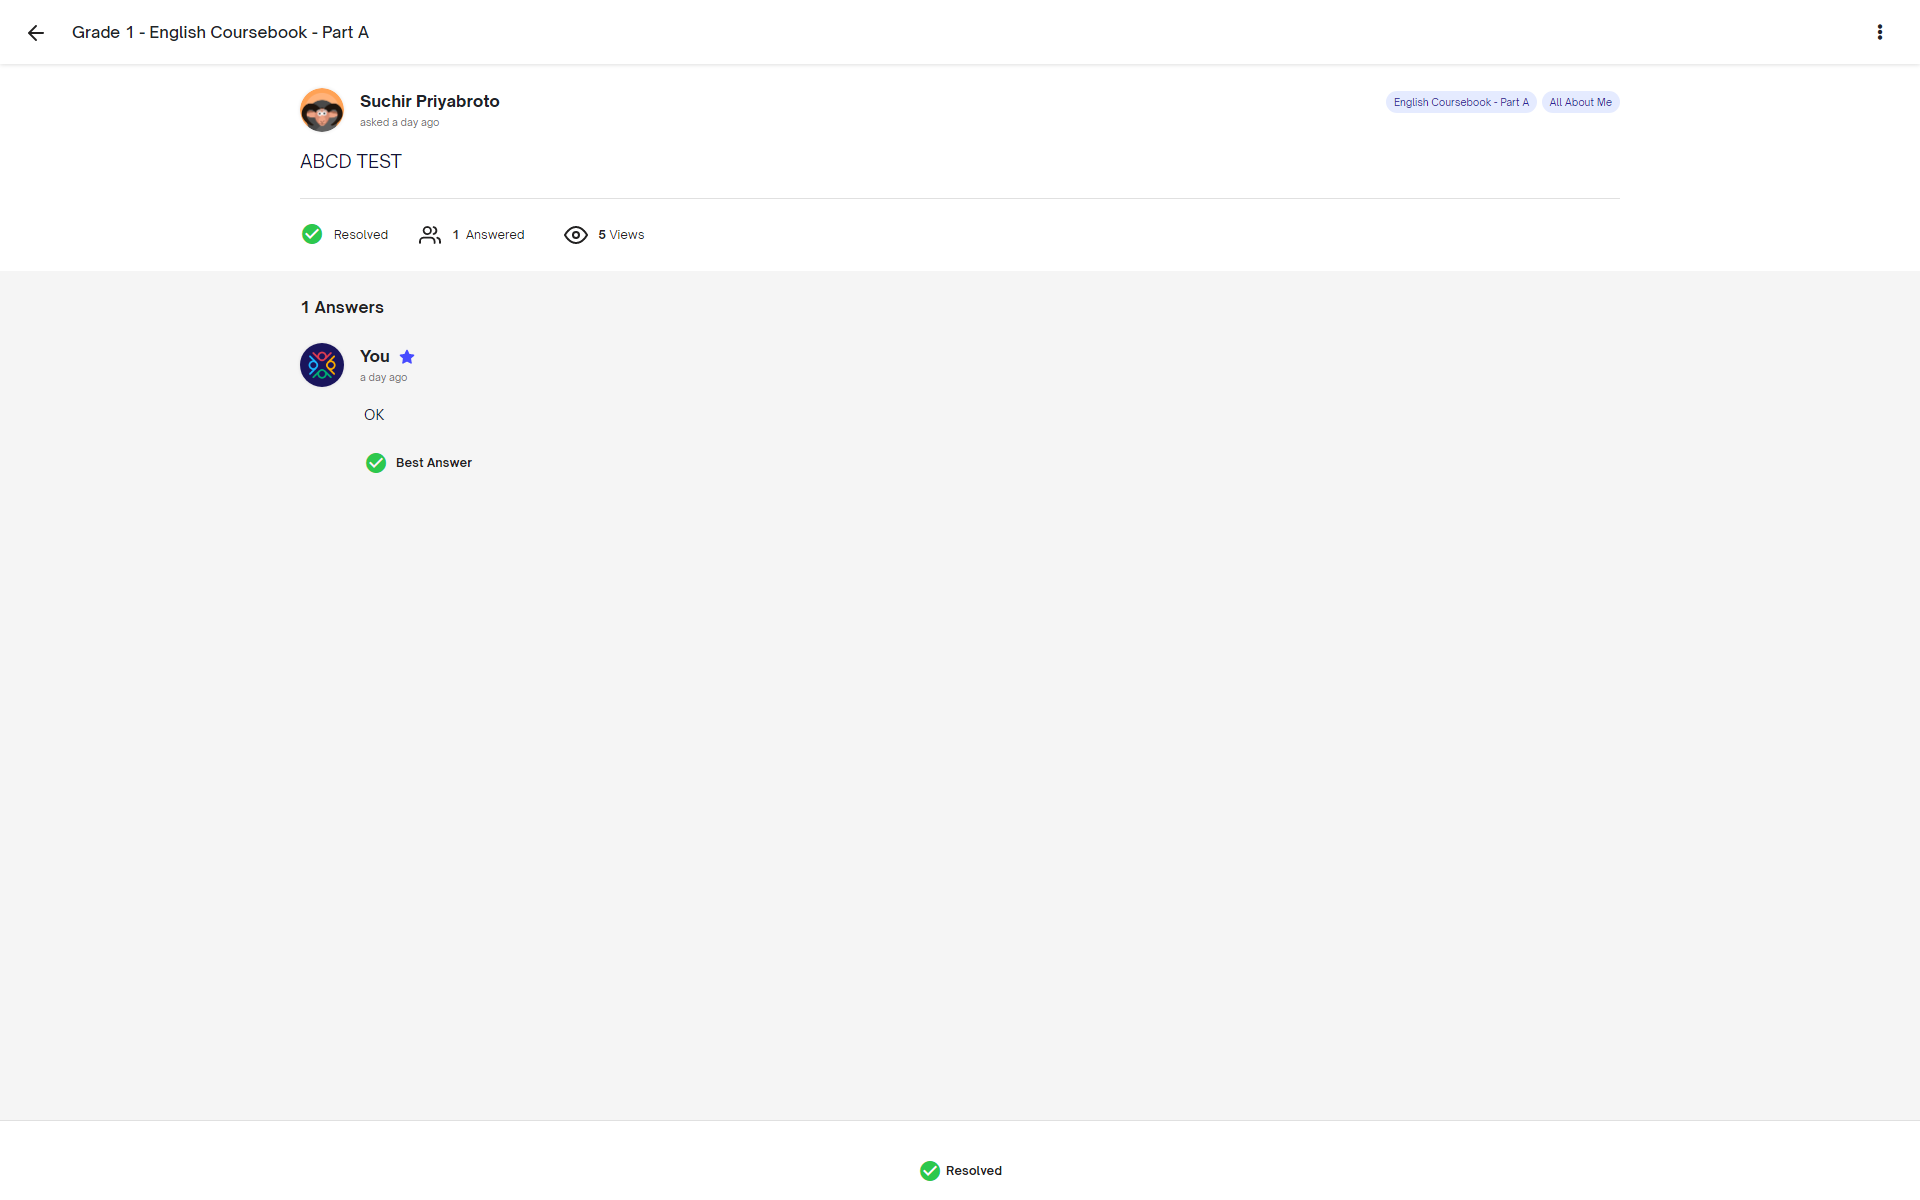 Grade 1 - English Coursebook - Part A
Suchir Priyabroto
asked a day ago
English Coursebook - Part A
All About Me
ABCD TEST
Resolved
1 Answered
5 Views
1 Answers
You
a day ago
OK
Best Answer
Resolved